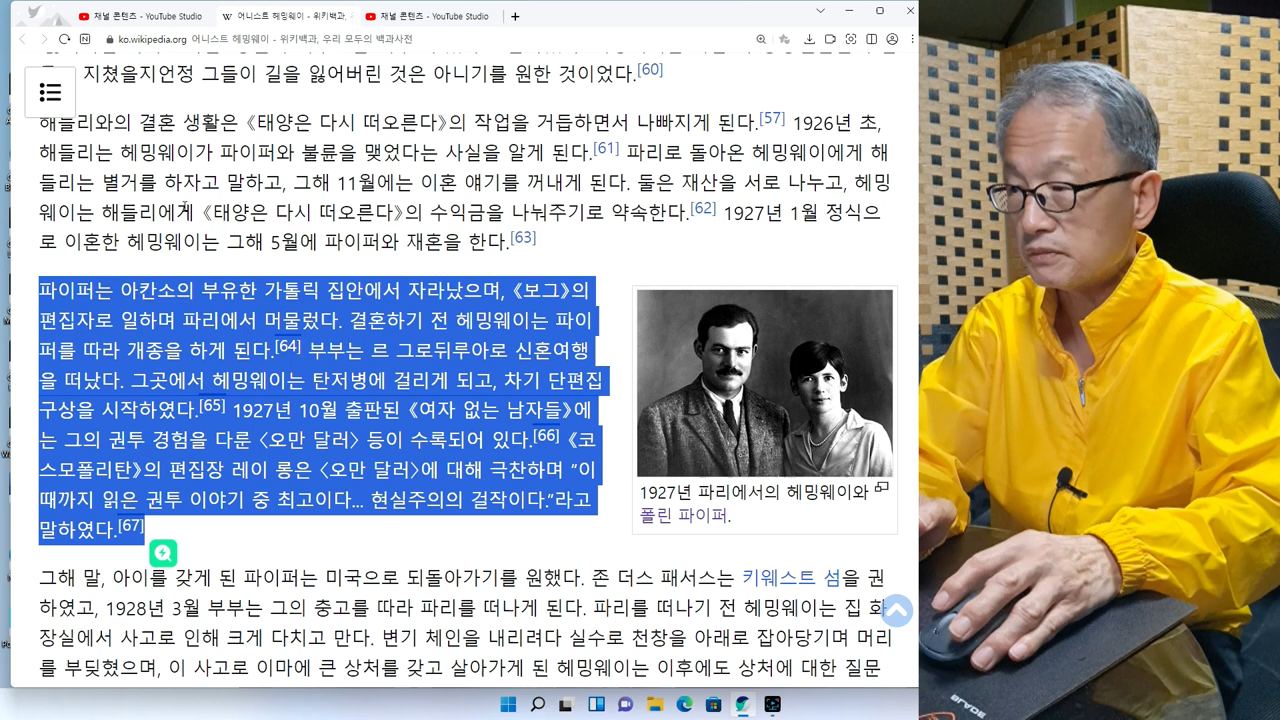 재널 콘텐츠 - YouTube Studio
어니스트 헤밍웨이 - 위키백과,
재널 콘텐츠 - YouTube Studio
ko.wikipedia.org 어니스트 헤밍웨이 - 위키백과, 우리 모두의 백과사전
지쳤을지언정 그들이 길을 잃어버린 것은 아니기를 원한 것이었다.[60]
해들리와의 결혼 생활은 《태양은 다시 떠오른다》의 작업을 거듭하면서 나빠지게 된다.[57] 1926년 초,
해들리는 헤밍웨이가 파이퍼와 불륜을 맺었다는 사실을 알게 된다.[61] 파리로 돌아온 헤밍웨이에게 해
들리는 별거를 하자고 말하고, 그해 11월에는 이혼 얘기를 꺼내게 된다. 둘은 재산을 서로 나누고, 헤밍
웨이는 해들리에게 《태양은 다시 떠오른다》의 수익금을 나눠주기로 약속한다.[62] 1927년 1월 정식으
로 이혼한 헤밍웨이는 그해 5월에 파이퍼와 재혼을 한다.[63]
파이퍼는 아칸소의 부유한 가톨릭 집안에서 자라났으며, 《보그》의
편집자로 일하며 파리에서 머물렀다. 결혼하기 전 헤밍웨이는 파이
퍼를 따라 개종을 하게 된다.[64] 부부는 르 그로뒤루아로 신혼여행
을 떠났다. 그곳에서 헤밍웨이는 탄저병에 걸리게 되고, 차기 단편집
구상을 시작하였다.[65] 1927년 10월 출판된 《여자 없는 남자들》에
는 그의 권투 경험을 다룬 〈오만 달러〉 등이 수록되어 있다.[66] 《코
스모폴리탄》의 편집장 레이 롱은 〈오만 달러〉에 대해 극찬하며 "이
때까지 읽은 권투 이야기 중 최고이다... 현실주의의 걸작이다."라고
말하였다.[67]
1927년 파리에서의 헤밍웨이와
폴린 파이퍼.
그해 말, 아이를 갖게 된 파이퍼는 미국으로 되돌아가기를 원했다. 존 더스 패서스는 키웨스트 섬을 권
하였고, 1928년 3월 부부는 그의 충고를 따라 파리를 떠나게 된다. 파리를 떠나기 전 헤밍웨이는 집 화
장실에서 사고로 인해 크게 다치고 만다. 변기 체인을 내리려다 실수로 천창을 아래로 잡아당기며 머리
를 부딪혔으며, 이 사고로 이마에 큰 상처를 갖고 살아가게 된 헤밍웨이는 이후에도 상처에 대한 질문
BLADE